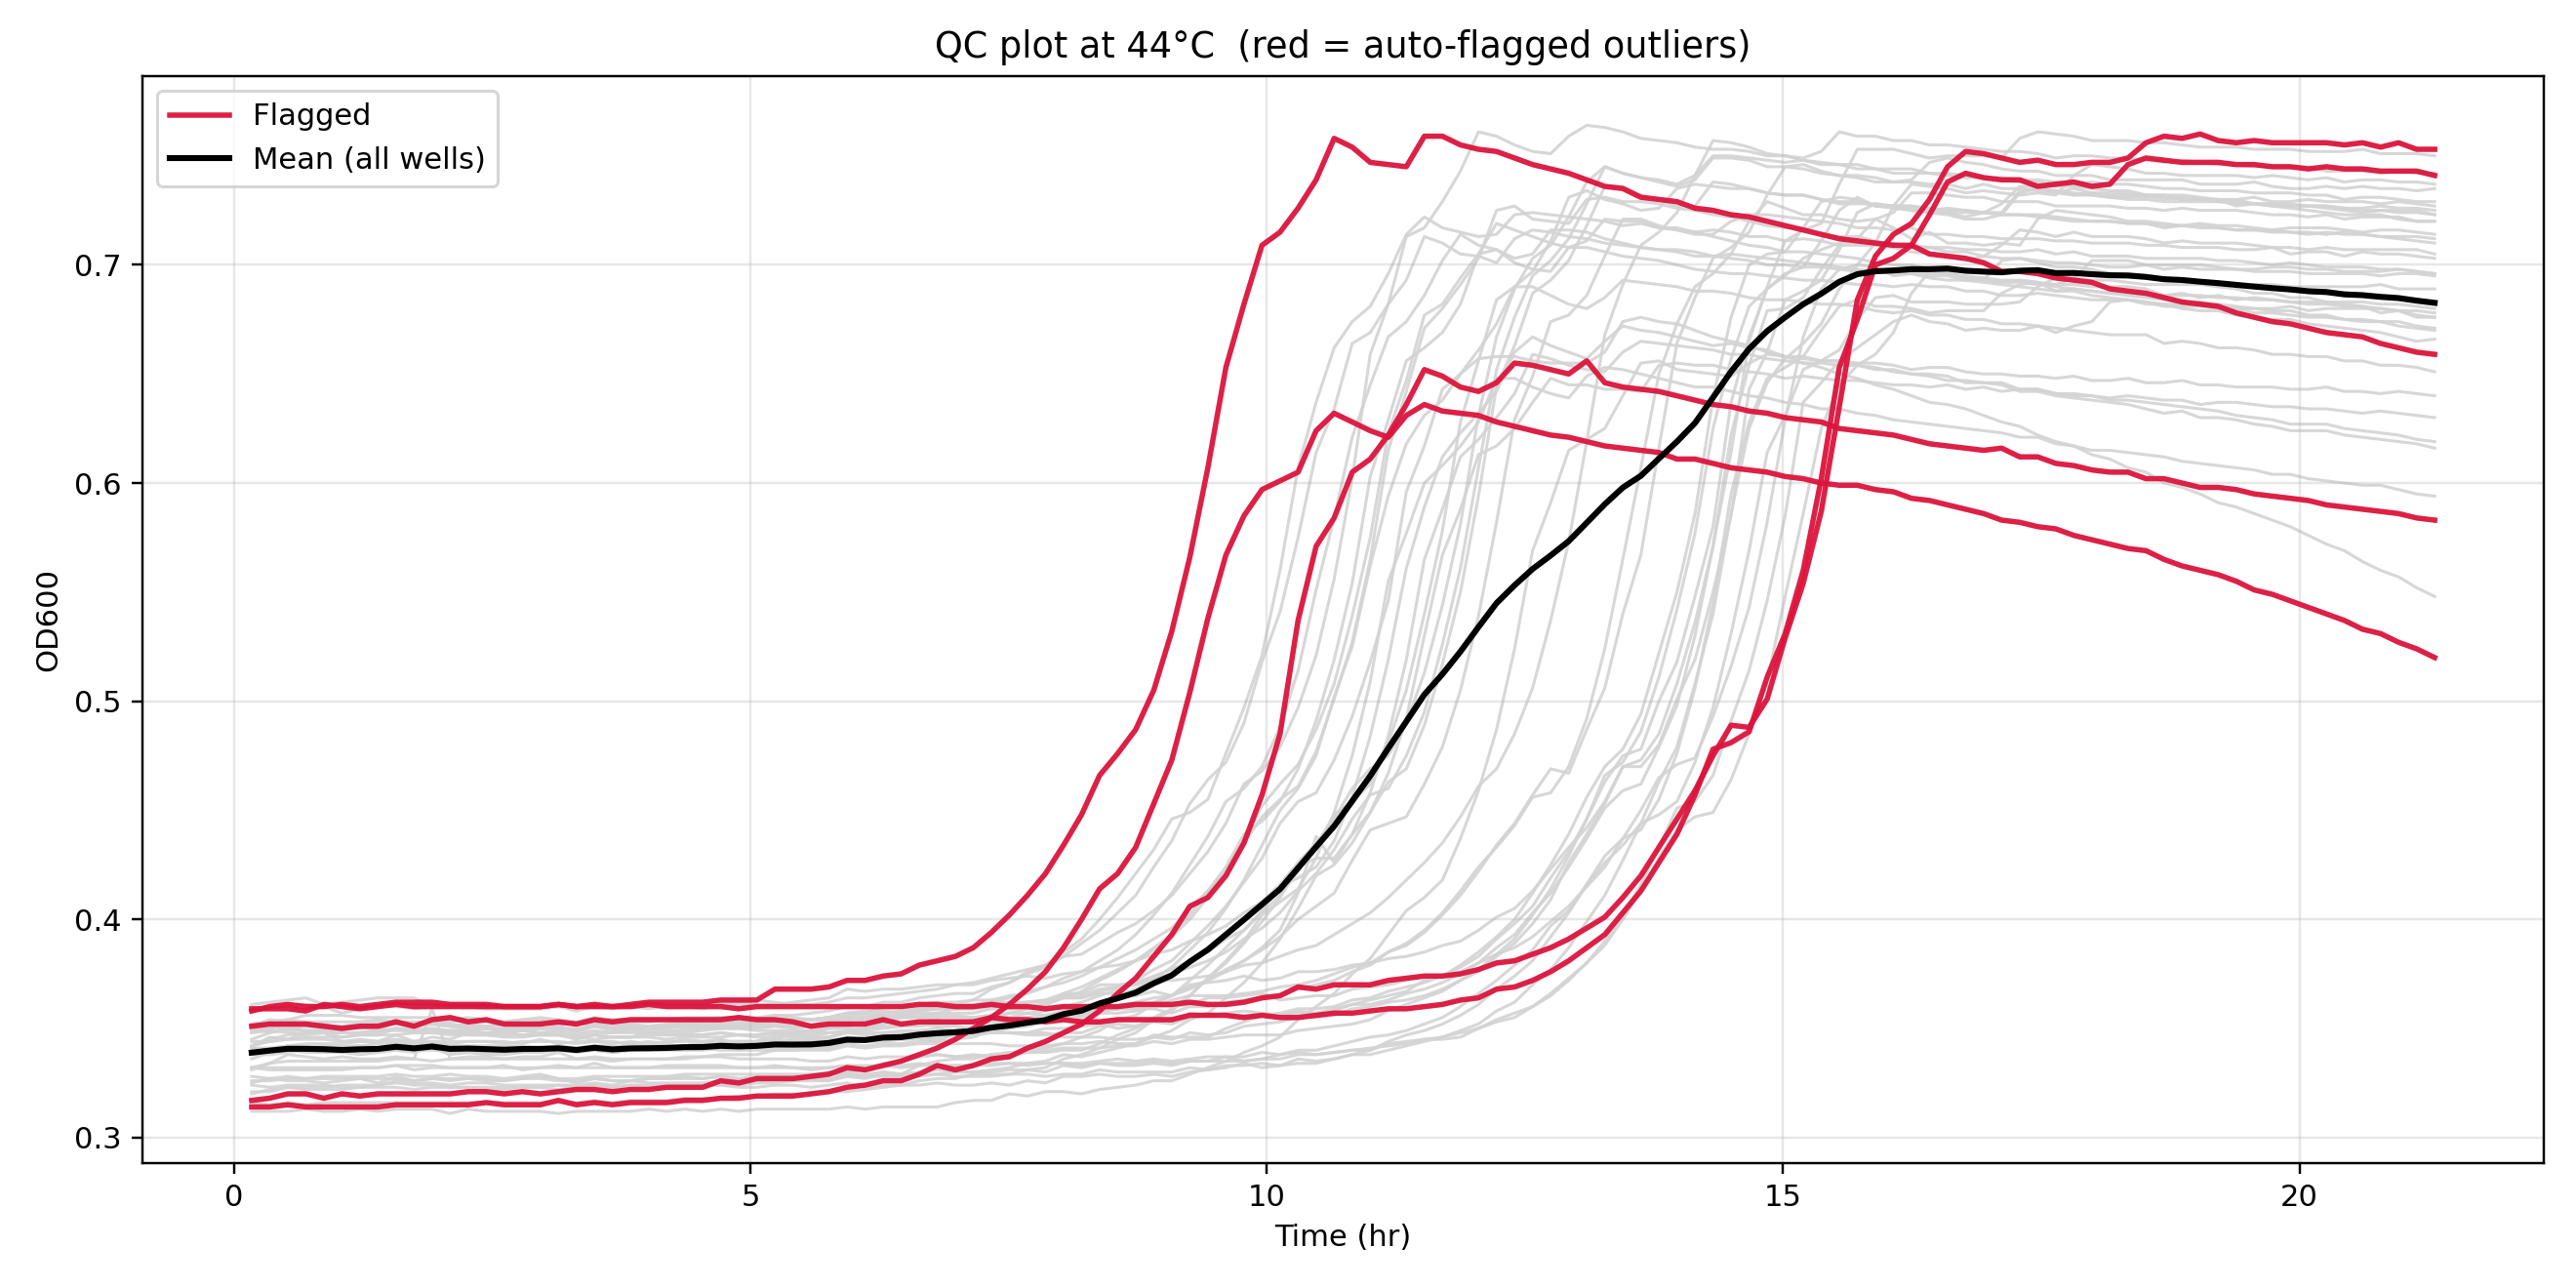 QC plot at 44°C  (red = auto-flagged outliers)
Flagged
Mean (all wells)
OD600
0.7
0.6
0.5
0.4
0.3
0
5
10
15
20
Time (hr)